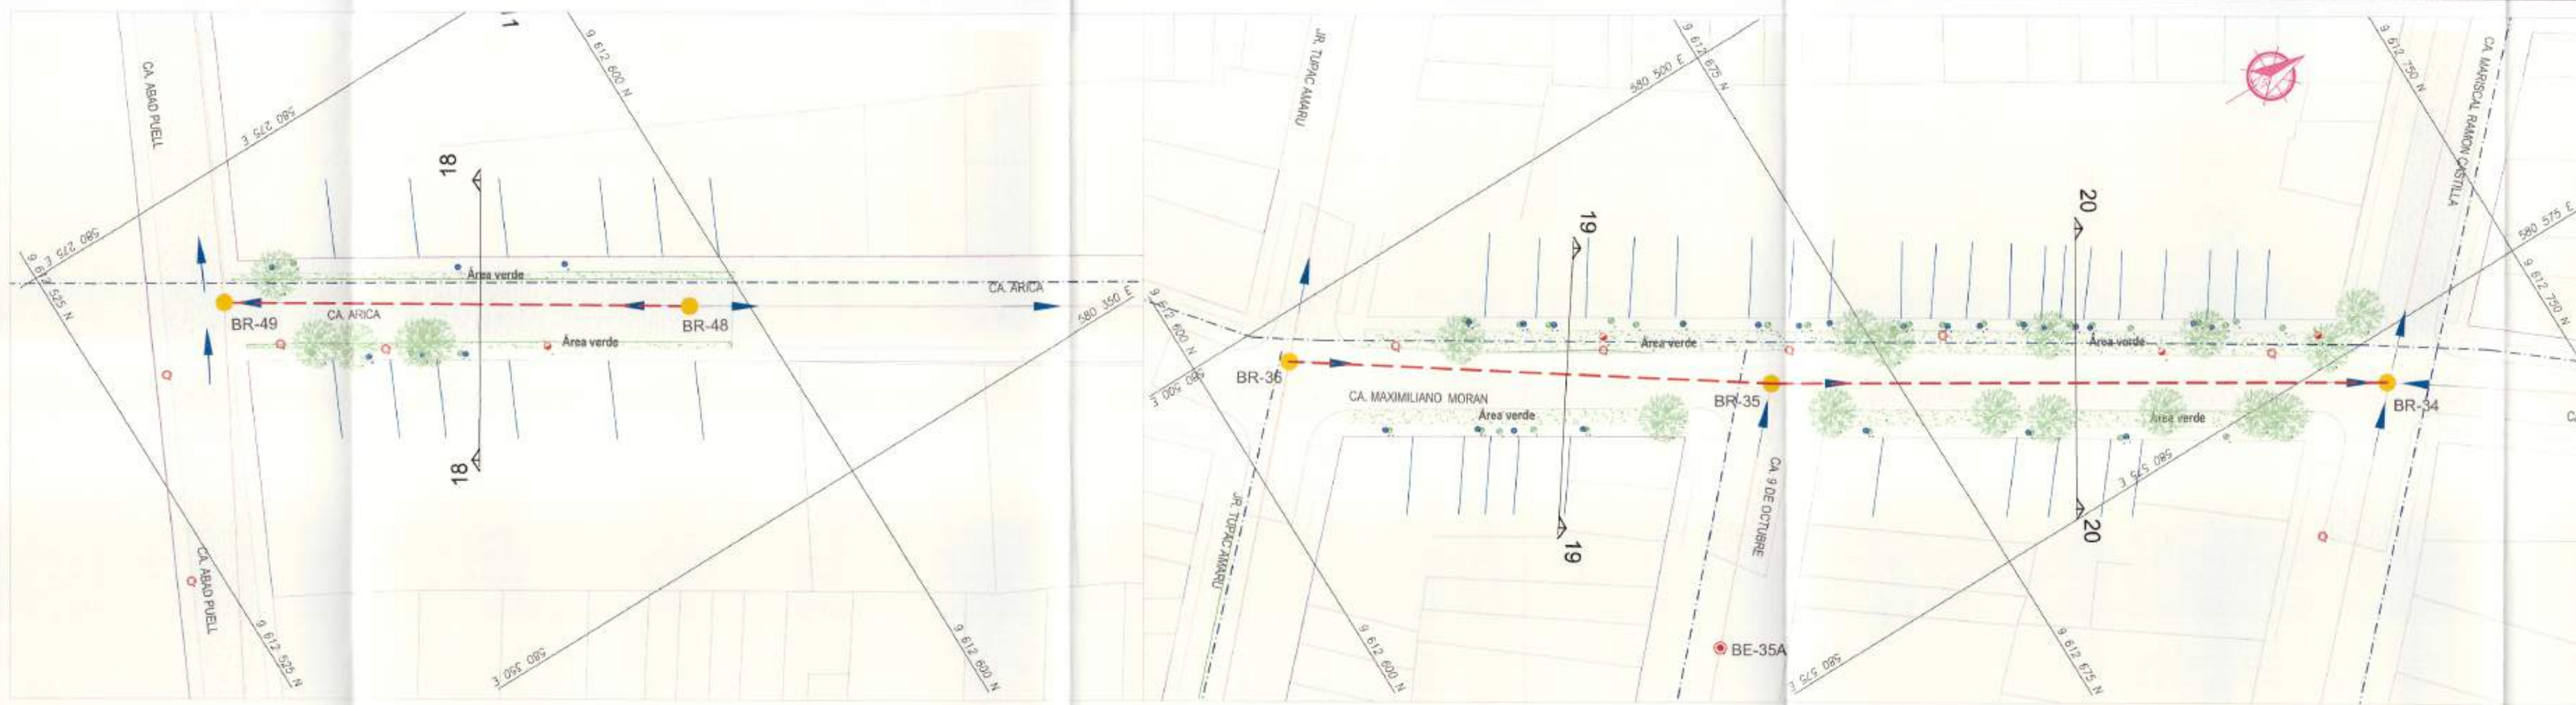 CA. ABAD PUELL
580 275 E
580 275 E
9 612 525 N
11
9 612 600 N
18
Área verde
CA. ARICA
BR-49
CA. ARICA
BR-48
580 350 E
Área verde
18
CA. ABAD PUELL
9 612 525 N
580 350 E
9 612 600 N
JR. TUPAC AMARU
580 500 E
9 612 675 N
19
9 612 600 N
580 500 E
Área verde
BR-36
CA. MAXIMILIANO MORAN
Área verde
BR-35
JR. TUPAC AMARU
19
CA. 9 DE OCTUBRE
9 612 600 N
BE-35A
9 612 750 N
CA. MARISCAL RAMON CASTILLA
20
580 575 E
9 612 750 N
Área verde
BR-34
Área verde
580 575 E
20
580 575 E
9 612 675 N